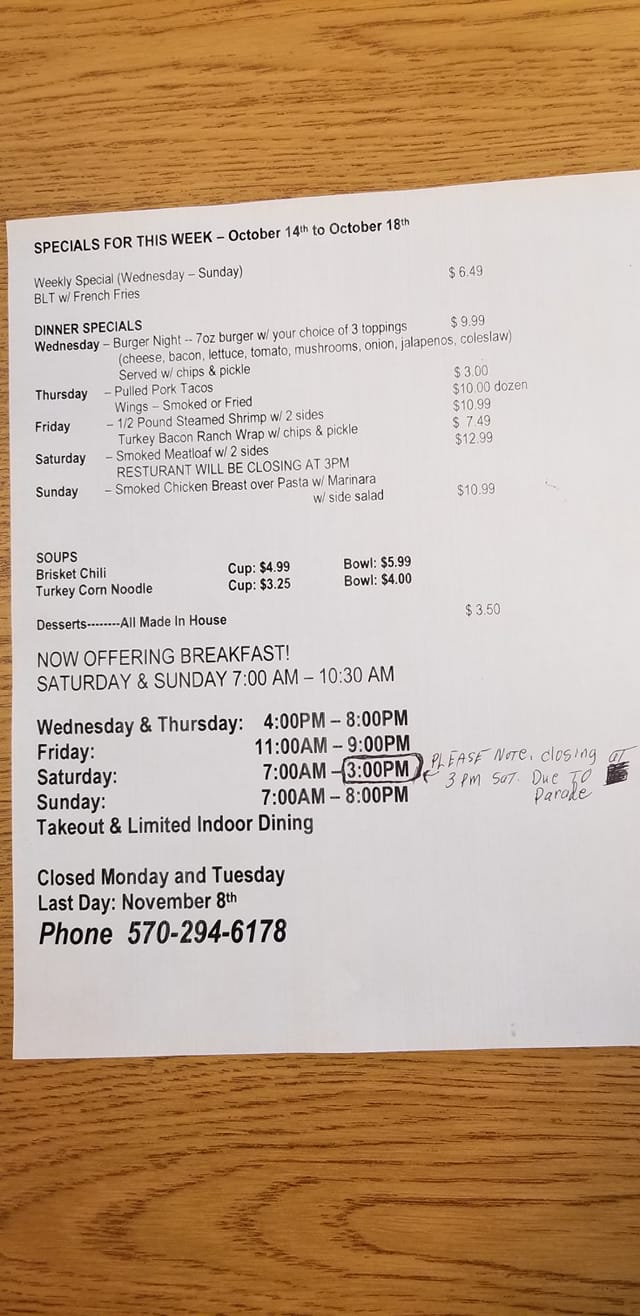 SPECIALS FOR THIS WEEK – October 14th to October 18th
Weekly Special (Wednesday – Sunday) $ 6.49
BLT w/ French Fries
DINNER SPECIALS
Wednesday – Burger Night -- 7oz burger w/ your choice of 3 toppings $ 9.99
(cheese, bacon, lettuce, tomato, mushrooms, onion, jalapenos, coleslaw)
Served w/ chips & pickle
Thursday – Pulled Pork Tacos $ 3.00
Wings – Smoked or Fried $10.00 dozen
Friday – 1/2 Pound Steamed Shrimp w/ 2 sides $10.99
Turkey Bacon Ranch Wrap w/ chips & pickle $ 7.49
Saturday – Smoked Meatloaf w/ 2 sides $12.99
RESTURANT WILL BE CLOSING AT 3PM
Sunday – Smoked Chicken Breast over Pasta w/ Marinara $10.99
w/ side salad
SOUPS
Brisket Chili Cup: $4.99 Bowl: $5.99
Turkey Corn Noodle Cup: $3.25 Bowl: $4.00
Desserts--------All Made In House $ 3.50
NOW OFFERING BREAKFAST!
SATURDAY & SUNDAY 7:00 AM – 10:30 AM
Wednesday & Thursday: 4:00PM – 8:00PM
Friday: 11:00AM – 9:00PM
Saturday: 7:00AM – 3:00PM
PLEASE Note, closing AT
3 pm SAT. Due TO
Parade
Sunday: 7:00AM – 8:00PM
Takeout & Limited Indoor Dining
Closed Monday and Tuesday
Last Day: November 8th
Phone 570-294-6178